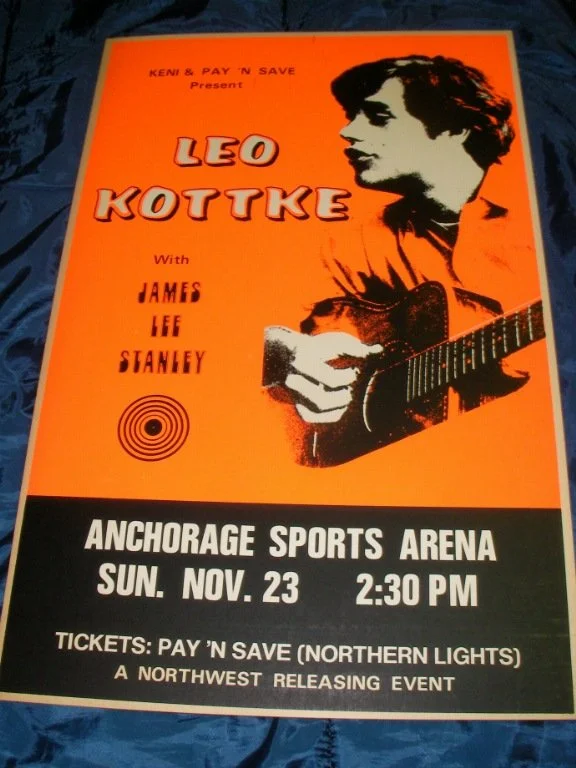 KENI & PAY 'N SAVE
Present
LEO
KOTTKE
With
JAMES
LEE
STANLEY
ANCHORAGE SPORTS ARENA
SUN. NOV. 23 2:30 PM
TICKETS: PAY 'N SAVE (NORTHERN LIGHTS)
A NORTHWEST RELEASING EVENT